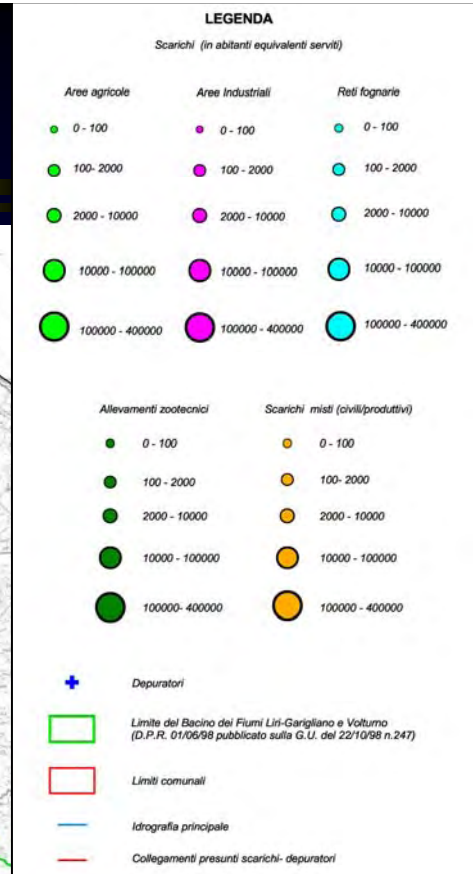 LEGENDA
Scarichi (in abitanti equivalenti serviti)
Aree agricole Aree Industriali Reti fognarie
0 - 100 0 - 100 0 - 100
100- 2000 100 - 2000 100 - 2000
2000 - 10000 2000 - 10000 2000 - 10000
10000 - 100000 10000 - 100000 10000 - 100000
100000 - 400000 100000 - 400000 100000 - 400000
Allevamenti zootecnici Scarichi misti (civili/produttivi)
0 - 100 0 - 100
100 - 2000 100- 2000
2000 - 10000 2000 - 10000
10000 - 100000 10000 - 100000
100000- 400000 100000 - 400000
Depuratori
Limite del Bacino dei Fiumi Liri-Garigliano e Volturno
(D.P.R. 01/06/98 pubblicato sulla G.U. del 22/10/98 n.247)
Limiti comunali
Idrografia principale
Collegamenti presunti scarichi- depuratori